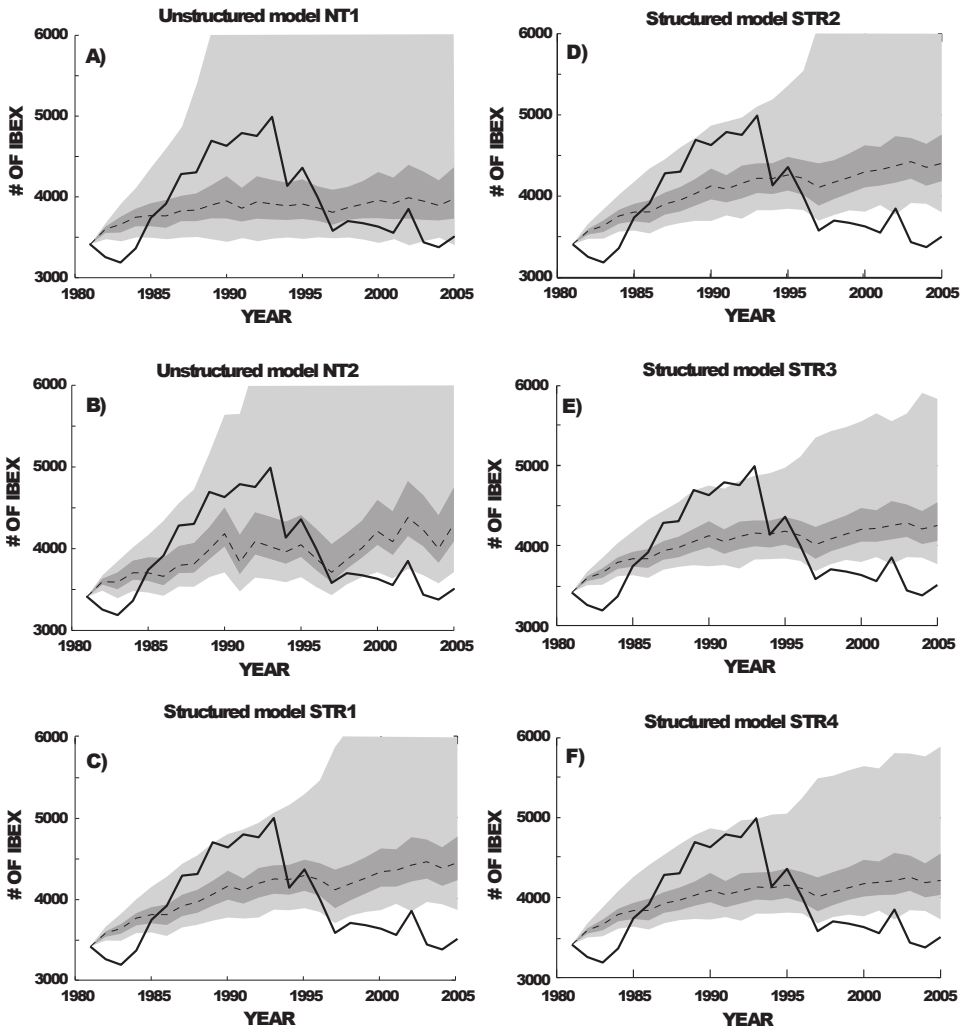 Unstructured model NT1
A)
6000
5000
4000
3000
# OF IBEX
1980 1985 1990 1995 2000 2005
YEAR
Structured model STR2
D)
6000
5000
4000
3000
# OF IBEX
1980 1985 1990 1995 2000 2005
YEAR
Unstructured model NT2
B)
6000
5000
4000
3000
# OF IBEX
1980 1985 1990 1995 2000 2005
YEAR
Structured model STR3
E)
6000
5000
4000
3000
# OF IBEX
1980 1985 1990 1995 2000 2005
YEAR
Structured model STR1
C)
6000
5000
4000
3000
# OF IBEX
1980 1985 1990 1995 2000 2005
YEAR
Structured model STR4
F)
6000
5000
4000
3000
# OF IBEX
1980 1985 1990 1995 2000 2005
YEAR